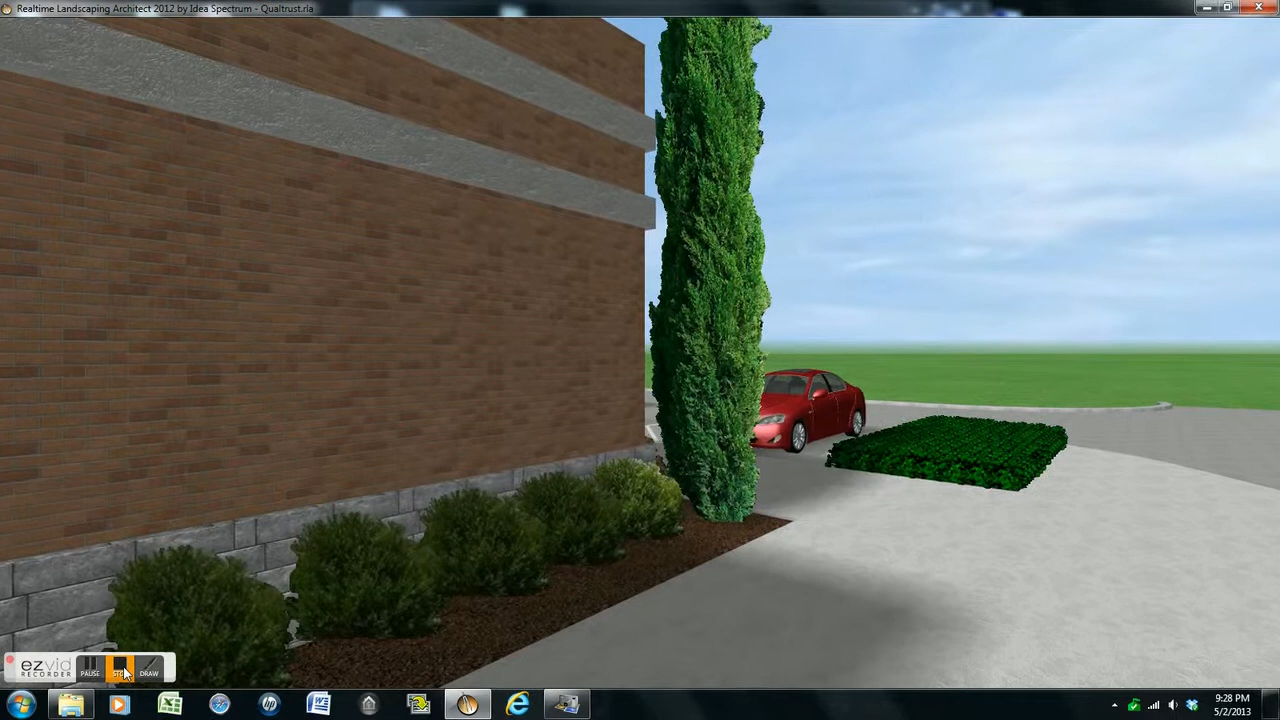 Realtime Landscaping Architect 2012 by Idea Spectrum - Qualtrust.rla
ezvid
RECORDER
PAUSE
DRAW
9:28 PM
5/2/2013